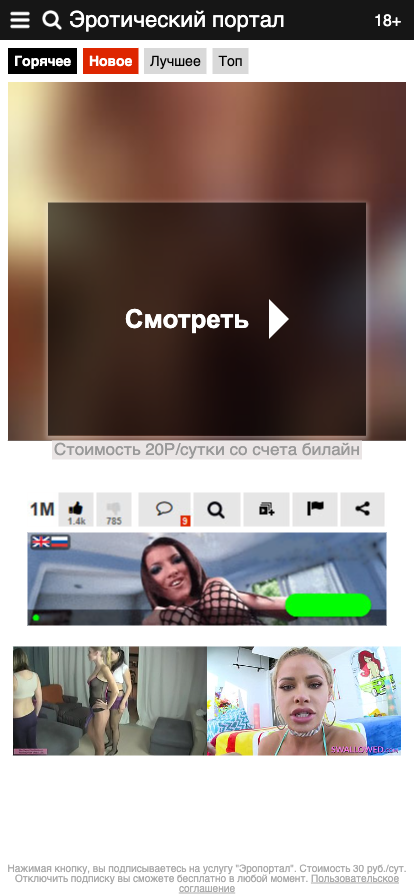 Эротический портал 18+
Горячее Новое Лучшее Топ
Смотреть
Стоимость 20Р/сутки со счета билайн
1M 1.4k 785 9
SWALLOWED
Нажимая кнопку, вы подписываетесь на услугу "Эропортал". Стоимость 30 руб./сут.
Отключить подписку вы сможете бесплатно в любой момент. Пользовательское
соглашение